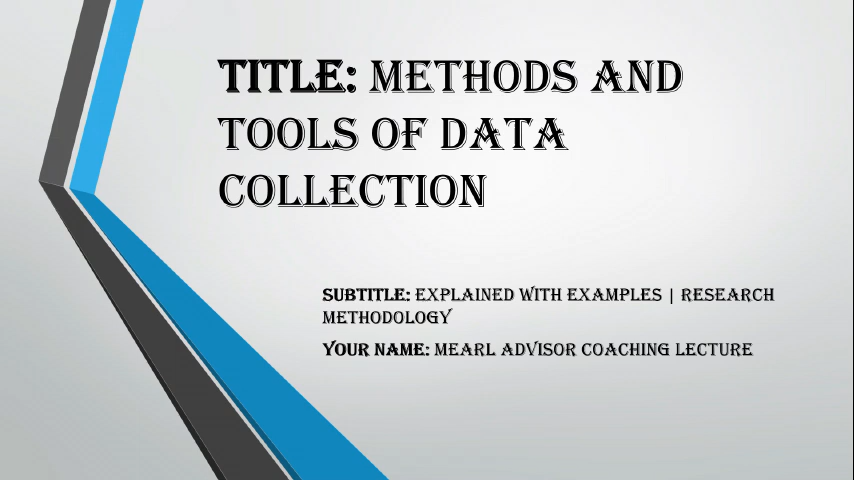 TITLE: METHODS AND
TOOLS OF DATA
COLLECTION
SUBTITLE: EXPLAINED WITH EXAMPLES | RESEARCH
METHODOLOGY
YOUR NAME: MEARL ADVISOR COACHING LECTURE